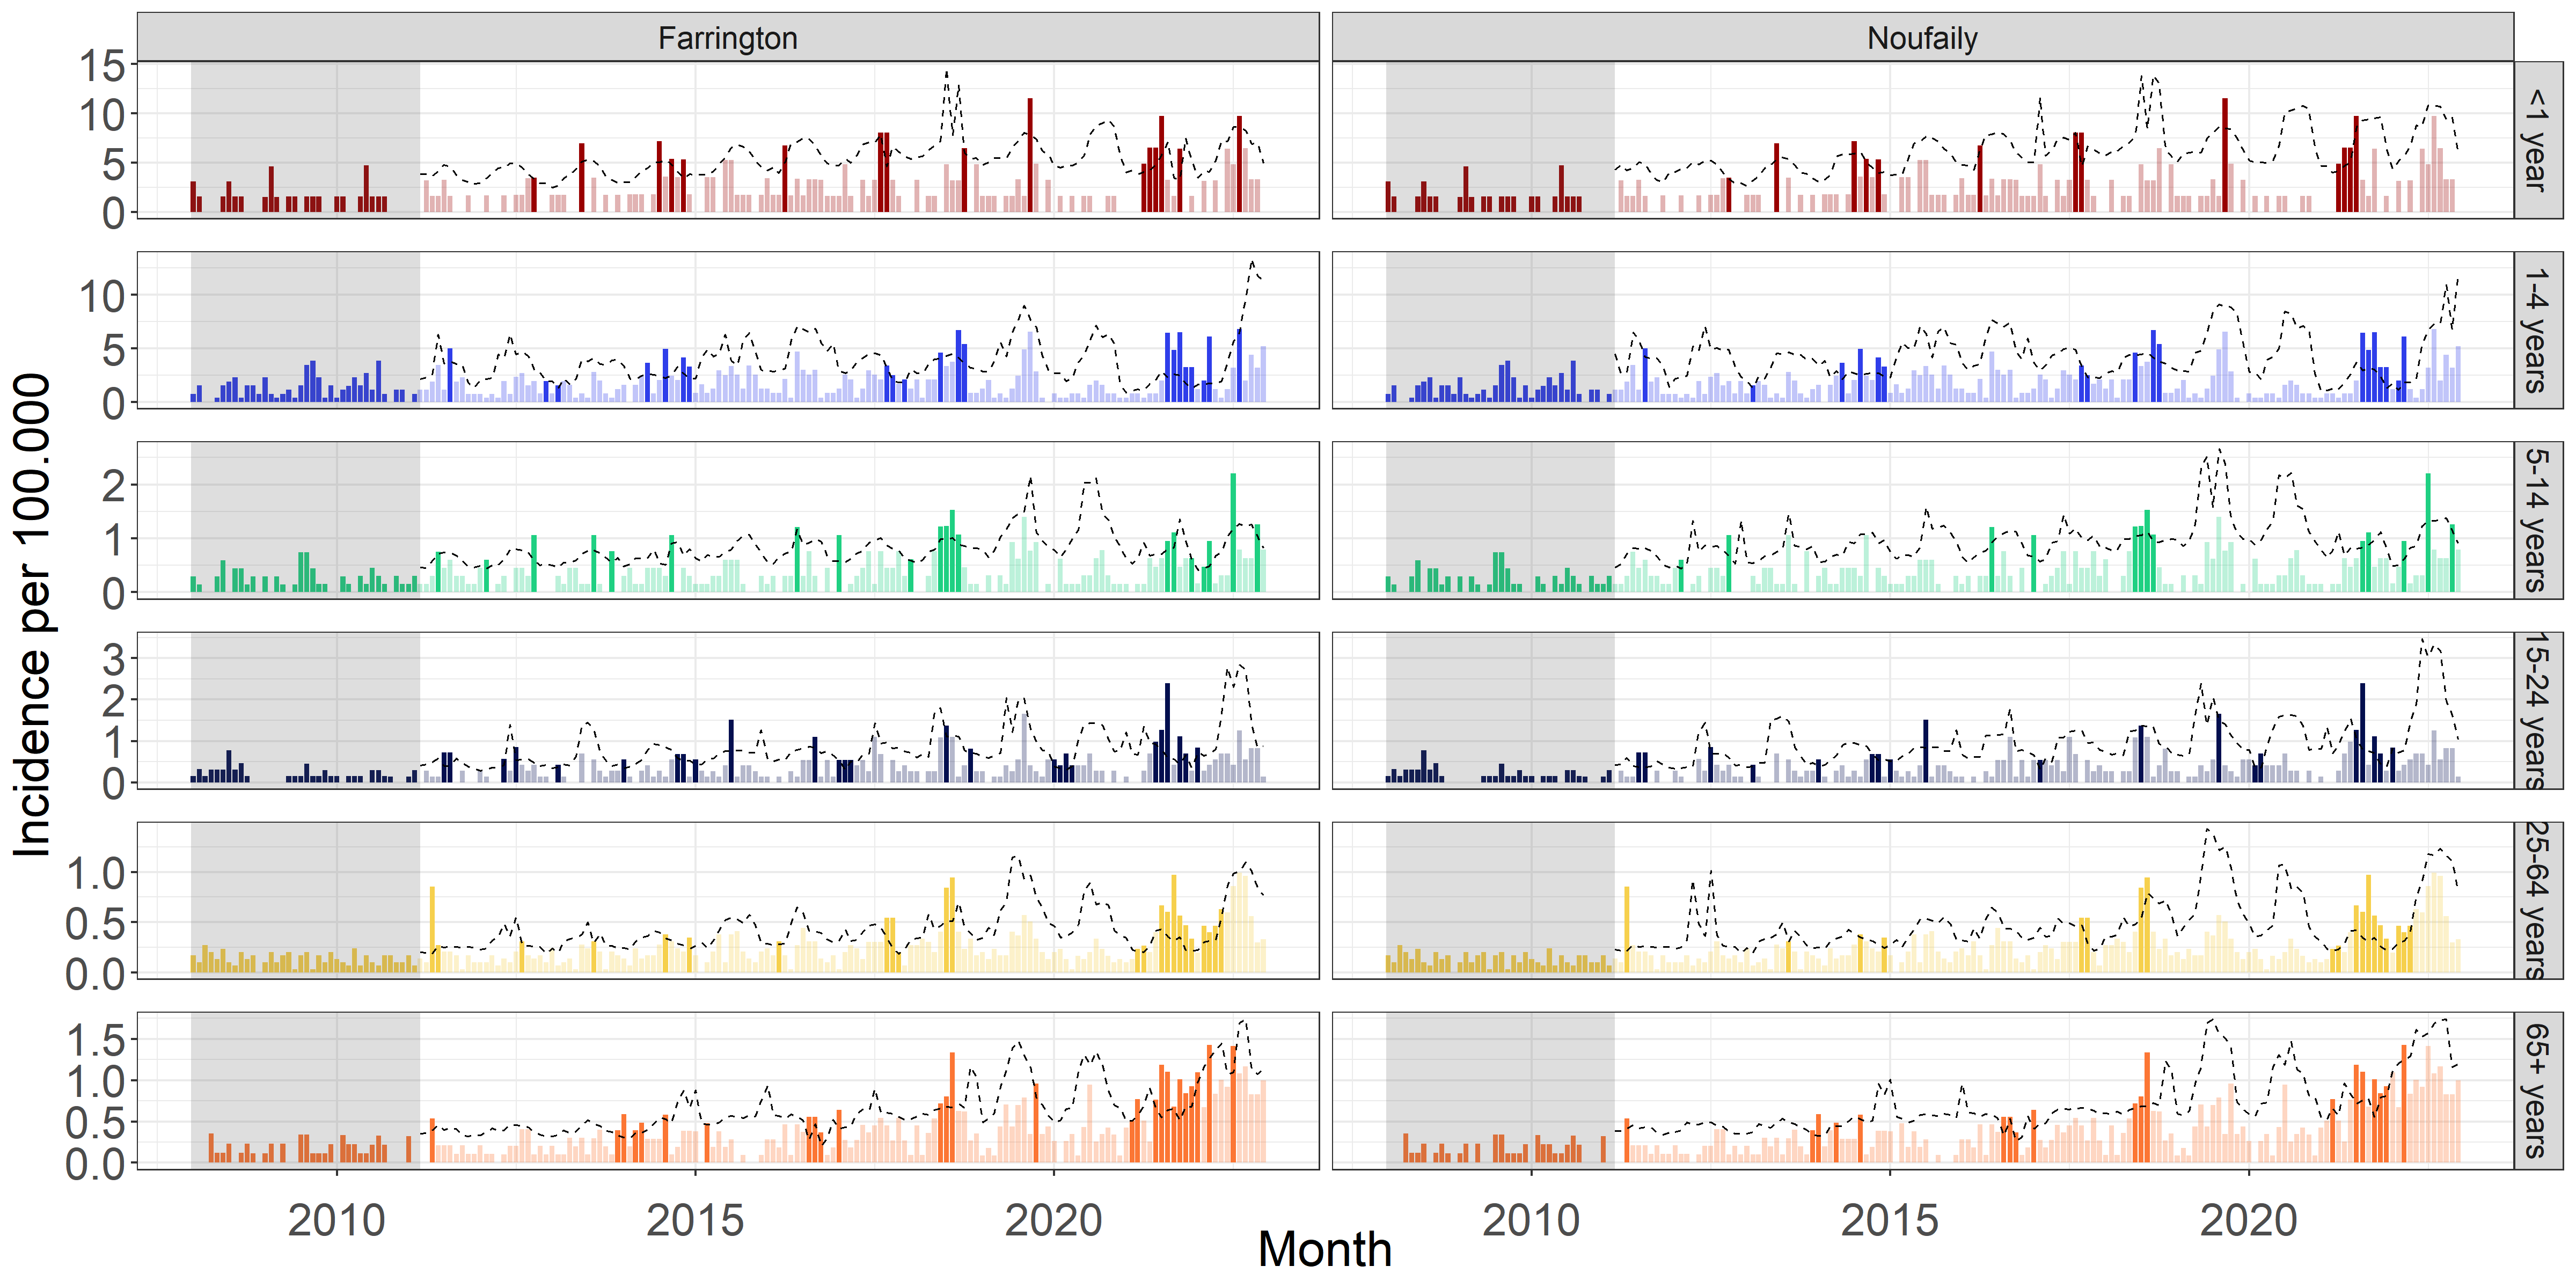 Farrington
Noufaily
Incidence per 100.000
15
10
5
0
<1 year
10
5
0
1-4 years
2
1
0
5-14 years
3
2
1
0
15-24 years
1.0
0.5
0.0
25-64 years
1.5
1.0
0.5
0.0
65+ years
2010 2015 2020 2010 2015 2020
Month